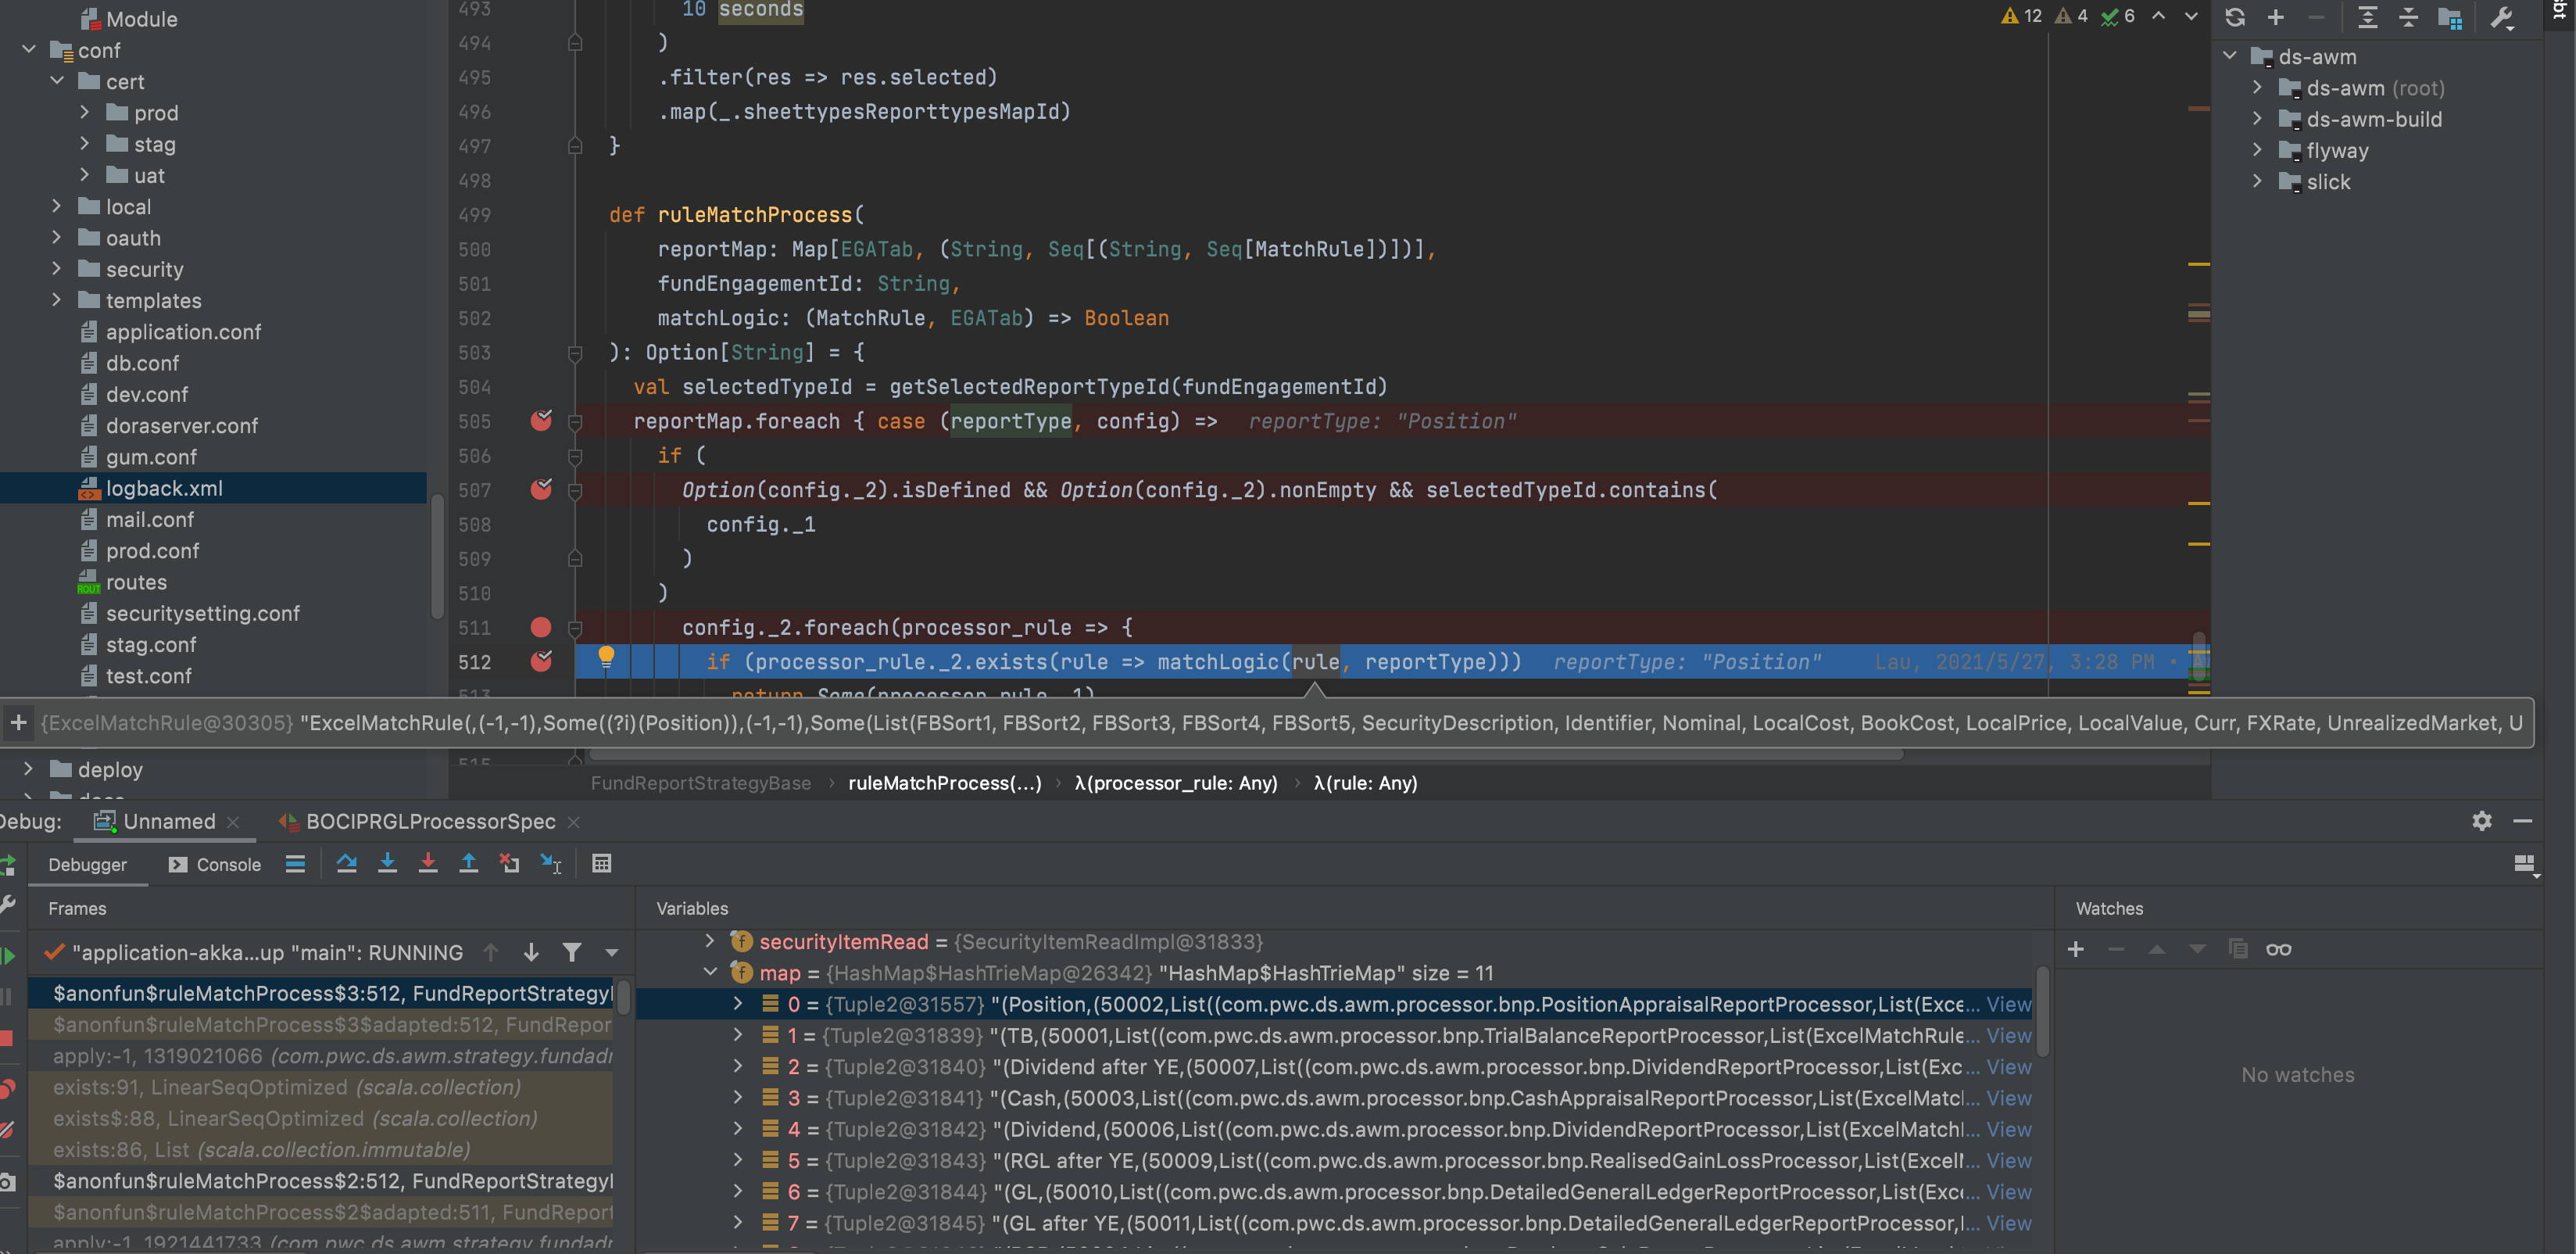 Module
conf
cert
prod
stag
uat
local
oauth
security
templates
application.conf
db.conf
dev.conf
doraserver.conf
gum.conf
logback.xml
mail.conf
prod.conf
routes
securitysetting.conf
stag.conf
test.conf
deploy
493 10 seconds
494 )
495 .filter(res => res.selected)
496 .map(_.sheettypesReporttypesMapId)
497 }
498
499 def ruleMatchProcess(
500 reportMap: Map[EGATab, (String, Seq[(String, Seq[MatchRule])])],
501 fundEngagementId: String,
502 matchLogic: (MatchRule, EGATab) => Boolean
503 ): Option[String] = {
504 val selectedTypeId = getSelectedReportTypeId(fundEngagementId)
505 reportMap.foreach { case (reportType, config) => reportType: "Position"
506 if (
507 Option(config._2).isDefined && Option(config._2).nonEmpty && selectedTypeId.contains(
508 config._1
509 )
510 )
511 config._2.foreach(processor_rule => {
512 if (processor_rule._2.exists(rule => matchLogic(rule, reportType))) reportType: "Position" Lau, 2021/5/27, 3:28 PM ·
513 return Some(processor_rule._1)
+ {ExcelMatchRule@30305} "ExcelMatchRule(,(-1,-1),Some((?i)(Position)),(-1,-1),Some(List(FBSort1, FBSort2, FBSort3, FBSort4, FBSort5, SecurityDescription, Identifier, Nominal, LocalCost, BookCost, LocalPrice, LocalValue, Curr, FXRate, UnrealizedMarket, U
515
FundReportStrategyBase › ruleMatchProcess(...) › λ(processor_rule: Any) › λ(rule: Any)
12 4 6
ds-awm
ds-awm (root)
ds-awm-build
flyway
slick
sbt
Debug: Unnamed BOCIPRGLProcessorSpec
Debugger Console
Frames
"application-akka...up "main": RUNNING
$anonfun$ruleMatchProcess$3:512, FundReportStrategyB
$anonfun$ruleMatchProcess$3$adapted:512, FundRepor
apply:-1, 1319021066 (com.pwc.ds.awm.strategy.fundadr
exists:91, LinearSeqOptimized (scala.collection)
exists$:88, LinearSeqOptimized (scala.collection)
exists:86, List (scala.collection.immutable)
$anonfun$ruleMatchProcess$2:512, FundReportStrategyB
$anonfun$ruleMatchProcess$2$adapted:511, FundReport
apply:-1, 1921441733 (com.pwc.ds.awm.strategy.fundadr
Variables
securityItemRead = {SecurityItemReadImpl@31833}
map = {HashMap$HashTrieMap@26342} "HashMap$HashTrieMap" size = 11
0 = {Tuple2@31557} "(Position,(50002,List((com.pwc.ds.awm.processor.bnp.PositionAppraisalReportProcessor,List(Exce... View
1 = {Tuple2@31839} "(TB,(50001,List((com.pwc.ds.awm.processor.bnp.TrialBalanceReportProcessor,List(ExcelMatchRule... View
2 = {Tuple2@31840} "(Dividend after YE,(50007,List((com.pwc.ds.awm.processor.bnp.DividendReportProcessor,List(Exc... View
3 = {Tuple2@31841} "(Cash,(50003,List((com.pwc.ds.awm.processor.bnp.CashAppraisalReportProcessor,List(ExcelMatcl... View
4 = {Tuple2@31842} "(Dividend,(50006,List((com.pwc.ds.awm.processor.bnp.DividendReportProcessor,List(ExcelMatchl... View
5 = {Tuple2@31843} "(RGL after YE,(50009,List((com.pwc.ds.awm.processor.bnp.RealisedGainLossProcessor,List(Excell... View
6 = {Tuple2@31844} "(GL,(50010,List((com.pwc.ds.awm.processor.bnp.DetailedGeneralLedgerReportProcessor,List(Exce... View
7 = {Tuple2@31845} "(GL after YE,(50011,List((com.pwc.ds.awm.processor.bnp.DetailedGeneralLedgerReportProcessor,l... View
Watches
No watches